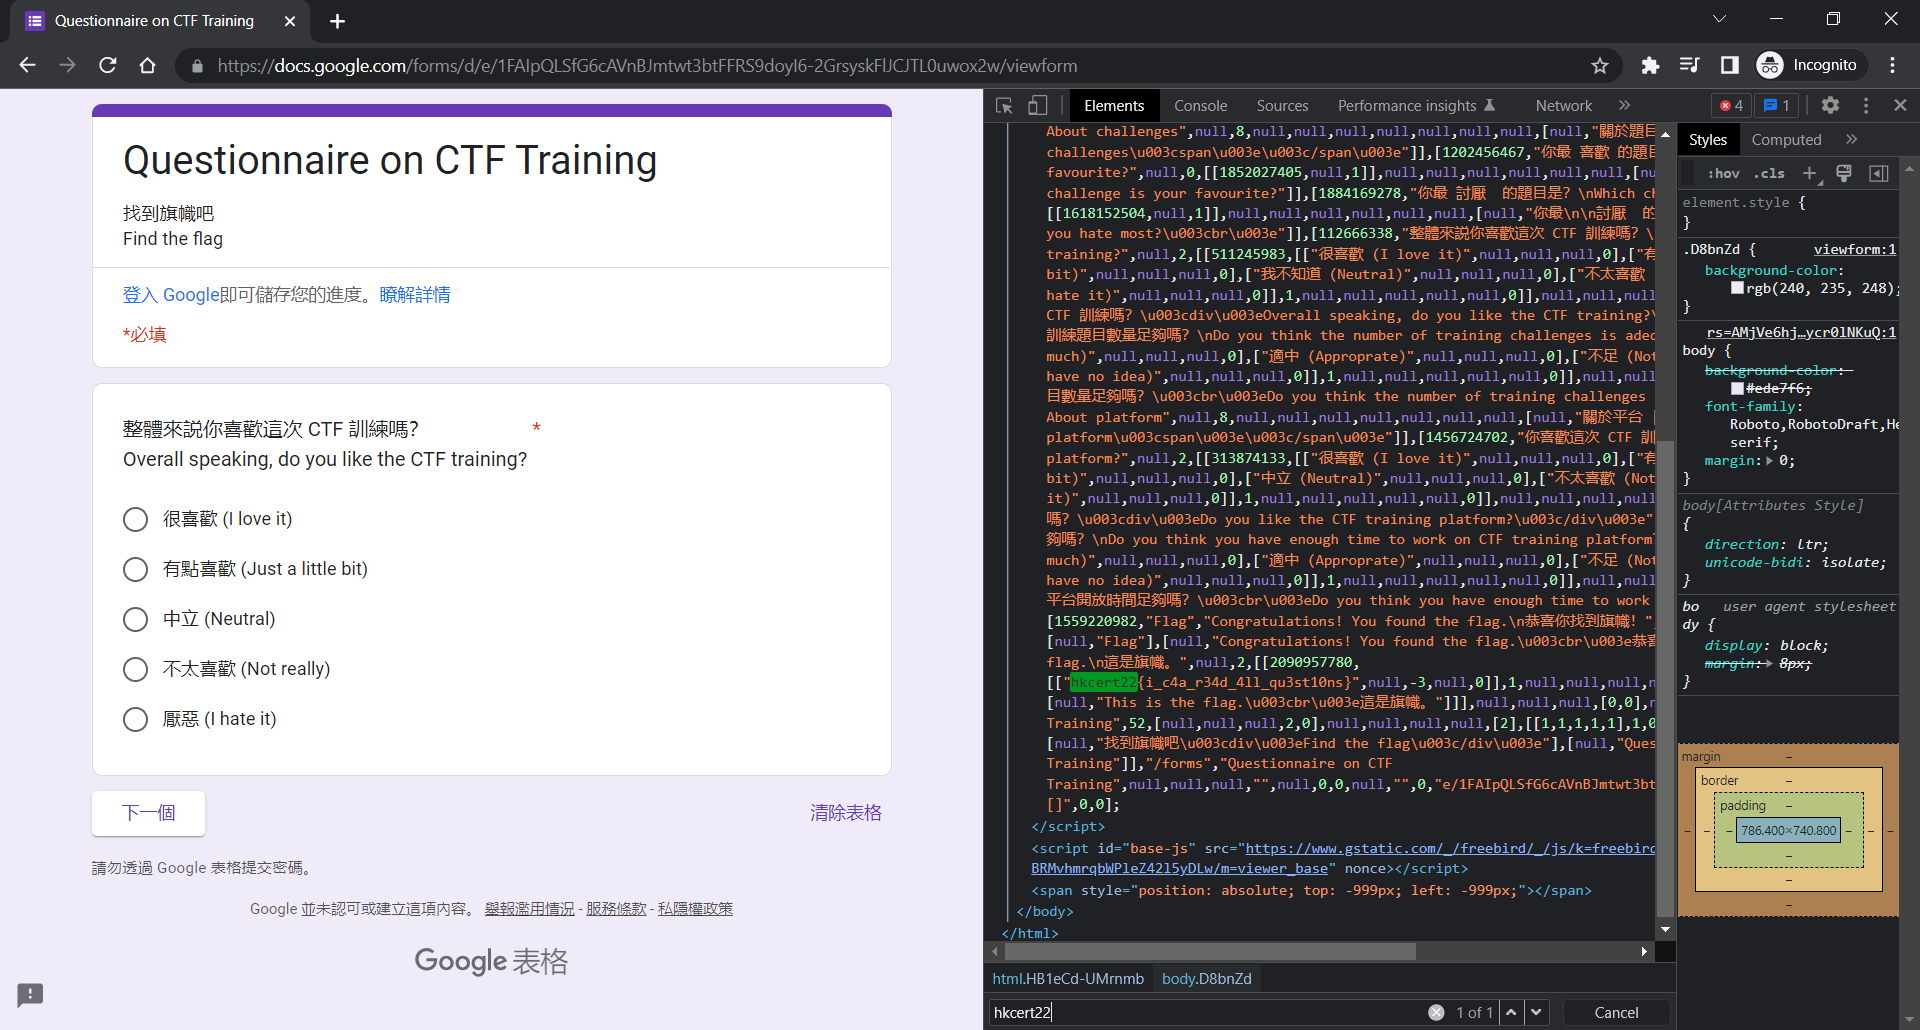 Questionnaire on CTF Training
https://docs.google.com/forms/d/e/1FAIpQLSfG6cAVnBJmtwt3btFFRS9doyI6-2GrsyskFlJCJTL0uwox2w/viewform
Incognito
Questionnaire on CTF Training
找到旗幟吧
Find the flag
登入 Google即可儲存您的進度。瞭解詳情
*必填
整體來說你喜歡這次 CTF 訓練嗎? *
Overall speaking, do you like the CTF training?
很喜歡 (I love it)
有點喜歡 (Just a little bit)
中立 (Neutral)
不太喜歡 (Not really)
厭惡 (I hate it)
下一個
清除表格
請勿透過 Google 表格提交密碼。
Google 並未認可或建立這項內容。 舉報濫用情況 - 服務條款 - 私隱權政策
Google 表格
Elements Console Sources Performance insights Network » 4 1
About challenges",null,8,null,null,null,null,null,null,null,[null,"關於題目
challenges\u003cspan\u003e\u003c/span\u003e"]],[1202456467,"你最 喜歡 的題目
favourite?",null,0,[[1852027405,null,1]],null,null,null,null,null,null,[nu
challenge is your favourite?"]],[1884169278,"你最 討厭  的題目是? \nWhich ch
[[1618152504,null,1]],null,null,null,null,null,null,[null,"你最\n\n討厭  的
you hate most?\u003cbr\u003e"]],[112666338,"整體來說你喜歡這次 CTF 訓練嗎? \
training?",null,2,[[511245983,[["很喜歡 (I love it)",null,null,null,0],["有
bit)",null,null,null,0],["我不知道 (Neutral)",null,null,null,0],["不太喜歡
hate it)",null,null,null,0]],1,null,null,null,null,null,0]],null,null,nu
CTF 訓練嗎? \u003cdiv\u003eOverall speaking, do you like the CTF training?\
訓練題目數量足夠嗎? \nDo you think the number of training challenges is adec
much)",null,null,null,0],["適中 (Approprate)",null,null,null,0],["不足 (Not
have no idea)",null,null,null,0]],1,null,null,null,null,null,0]],null,nul
目數量足夠嗎? \u003cbr\u003eDo you think the number of training challenges
About platform",null,8,null,null,null,null,null,null,null,[null,"關於平台
platform\u003cspan\u003e\u003c/span\u003e"]],[1456724702,"你喜歡這次 CTF 訓
platform?",null,2,[[313874133,[["很喜歡 (I love it)",null,null,null,0],["有
bit)",null,null,null,0],["中立 (Neutral)",null,null,null,0],["不太喜歡 (Not
it)",null,null,null,0]],1,null,null,null,null,null,0]],null,null,null,nu
嗎? \u003cdiv\u003eDo you like the CTF training platform?\u003c/div\u003e"
夠嗎? \nDo you think you have enough time to work on CTF training platform?
much)",null,null,null,0],["適中 (Approprate)",null,null,null,0],["不足 (Not
have no idea)",null,null,null,0]],1,null,null,null,null,null,0]],null,nul
平台開放時間足夠嗎? \u003cbr\u003eDo you think you have enough time to work
[1559220982,"Flag","Congratulations! You found the flag.\n恭喜你找到旗幟! "
[null,"Flag"],[null,"Congratulations! You found the flag.\u003cbr\u003e恭喜
flag.\n這是旗幟。",null,2,[[2090957780,
[["hkcert22{i_c4a_r34d_4ll_qu3st10ns}",null,-3,null,0]],1,null,null,null,n
[null,"This is the flag.\u003cbr\u003e這是旗幟。"]]],null,null,null,[0,0],n
Training",52,[null,null,null,2,0],null,null,null,null,[2],[[1,1,1,1,1],1,0
[null,"找到旗幟吧\u003cdiv\u003eFind the flag\u003c/div\u003e"],[null,"Ques
Training"]],"/forms","Questionnaire on CTF
Training",null,null,null,"",null,0,0,null,"",0,"e/1FAIpQLSfG6cAVnBJmtwt3bt
[]",0,0];
</script>
<script id="base-js" src="https://www.gstatic.com/_/freebird/_/js/k=freebird
BRMvhmrqbWPleZ42l5yDLw/m=viewer_base" nonce></script>
<span style="position: absolute; top: -999px; left: -999px;"></span>
</body>
</html>
html.HB1eCd-UMrnmb body.D8bnZd
hkcert22 1 of 1 Cancel
Styles Computed »
:hov .cls +
element.style {
}
.D8bnZd { viewform:1
background-color:
rgb(240, 235, 248);
}
rs=AMjVe6hj…ycr0lNKuQ:1
body {
background-color:
#ede7f6;
font-family:
Roboto,RobotoDraft,He
serif;
margin: 0;
}
body[Attributes Style]
{
direction: ltr;
unicode-bidi: isolate;
}
bo user agent stylesheet
dy {
display: block;
margin: 8px;
}
margin –
border –
padding –
– – – 786.400×740.800 – – –
–
–
–